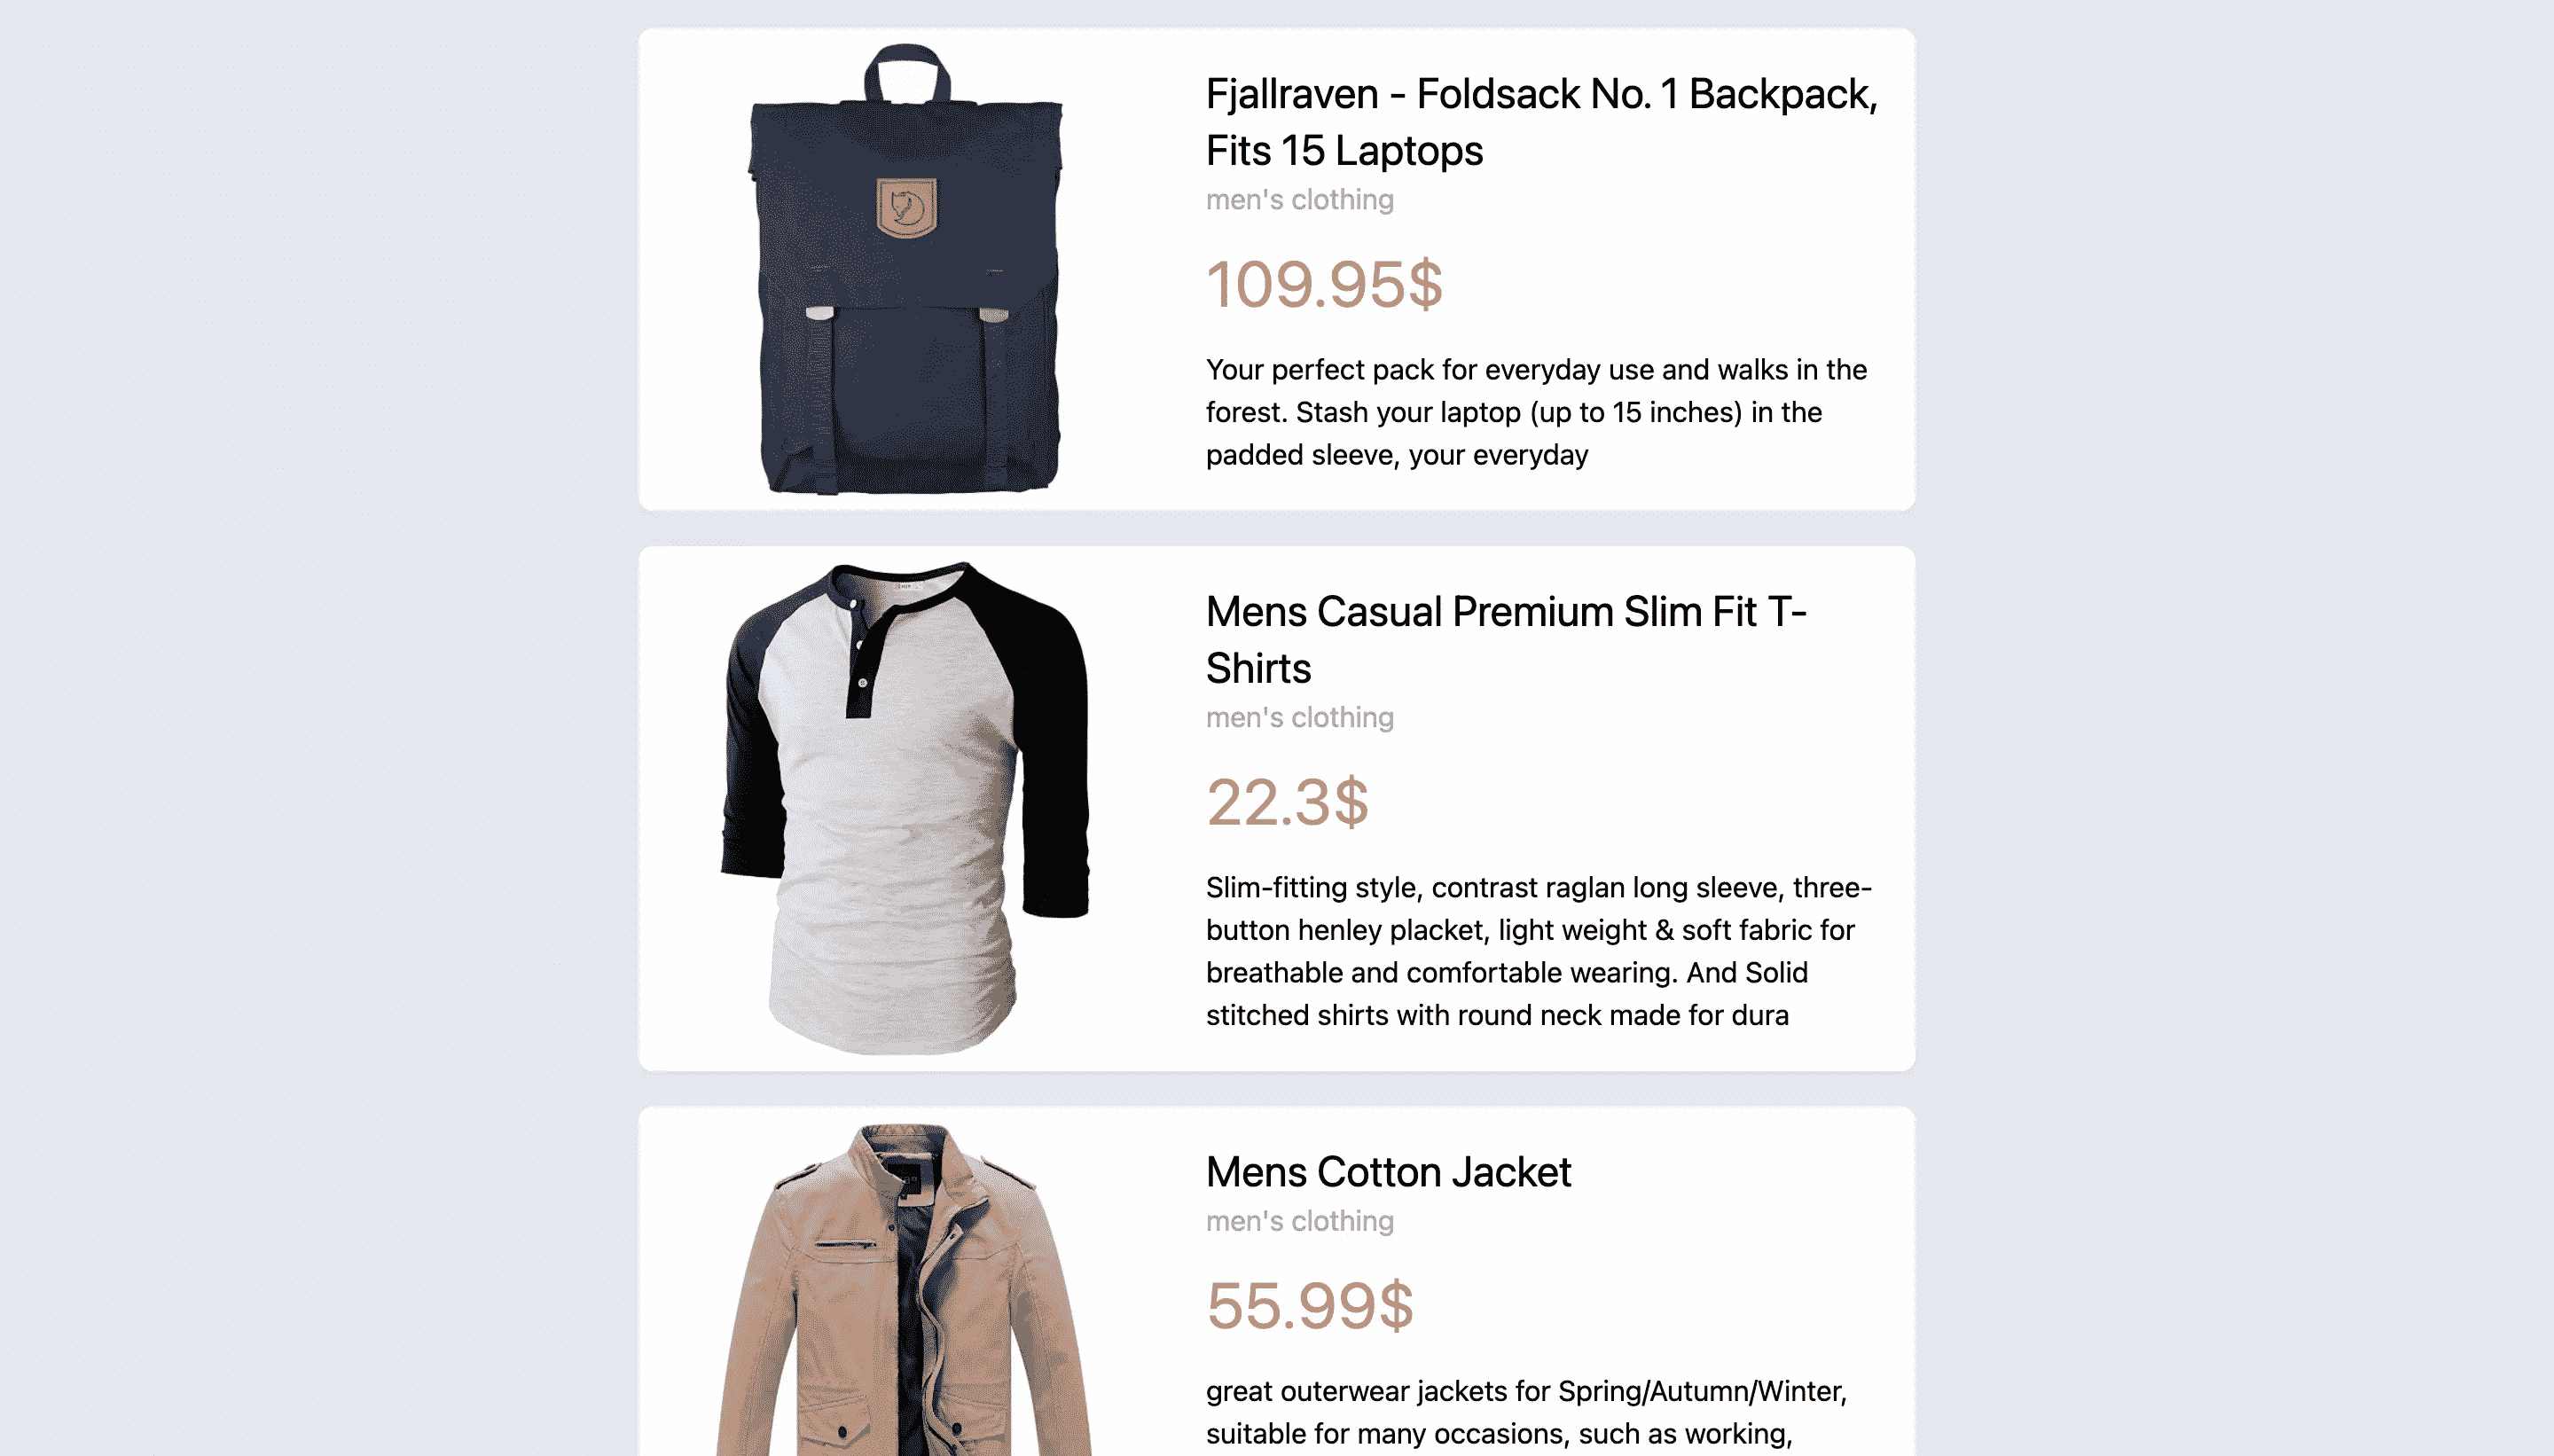 Fjallraven - Foldsack No. 1 Backpack,
Fits 15 Laptops
men's clothing
109.95$
Your perfect pack for everyday use and walks in the
forest. Stash your laptop (up to 15 inches) in the
padded sleeve, your everyday
Mens Casual Premium Slim Fit T-
Shirts
men's clothing
22.3$
Slim-fitting style, contrast raglan long sleeve, three-
button henley placket, light weight & soft fabric for
breathable and comfortable wearing. And Solid
stitched shirts with round neck made for dura
Mens Cotton Jacket
men's clothing
55.99$
great outerwear jackets for Spring/Autumn/Winter,
suitable for many occasions, such as working,